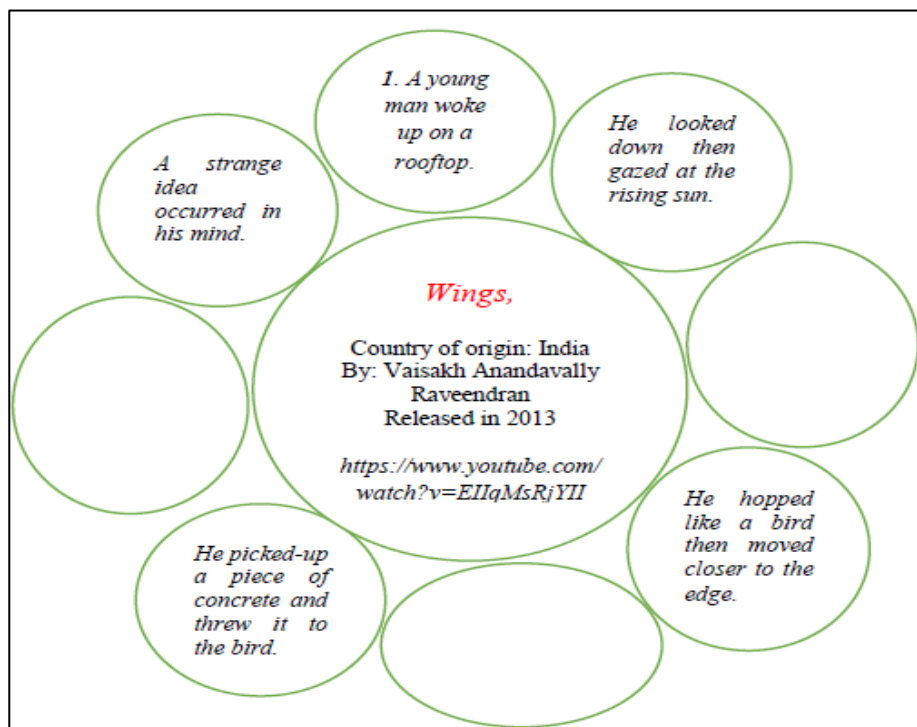 1. A young
man woke
up on a
rooftop.
He looked
down then
gazed at the
rising sun.
He hopped
like a bird
then moved
closer to the
edge.
He picked-up
a piece of
concrete and
threw it to
the bird.
A strange
idea
occurred in
his mind.
Wings,
Country of origin: India
By: Vaisakh Anandavally
Raveendran
Released in 2013
https://www.youtube.com/
watch?v=EIIqMsRjYII